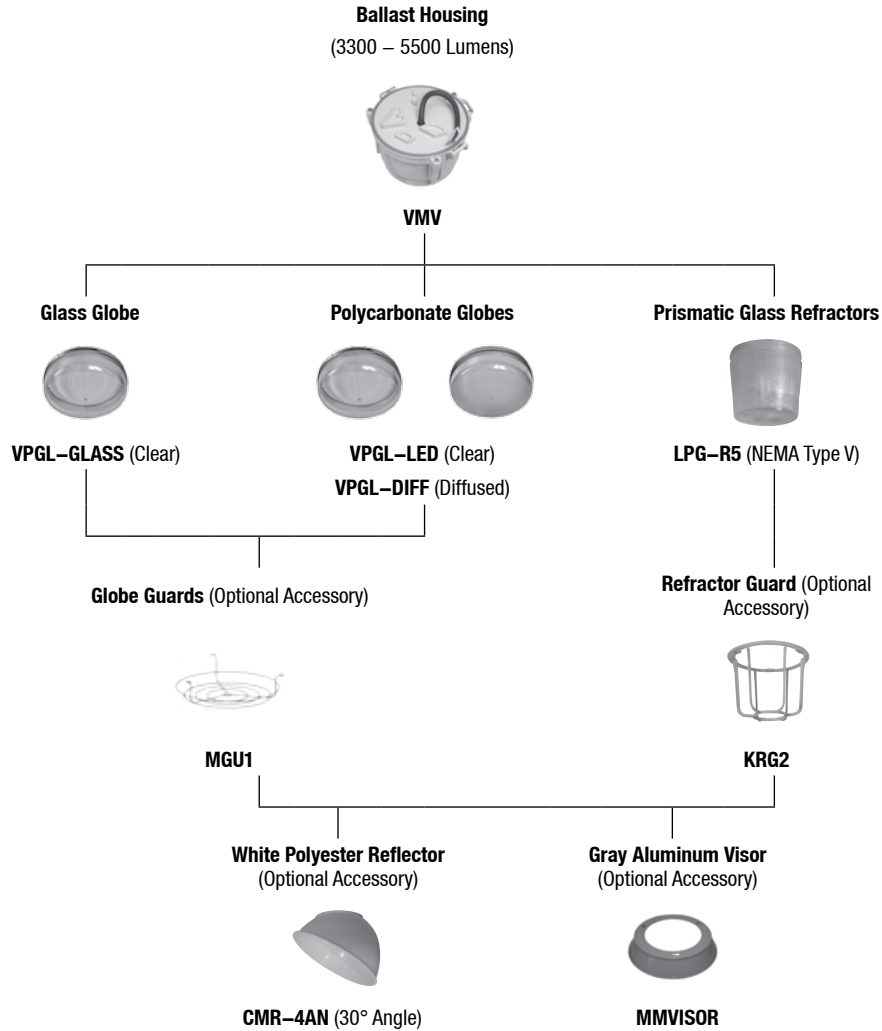 Ballast Housing
(3300 – 5500 Lumens)
VMV
Glass Globe
Polycarbonate Globes
Prismatic Glass Refractors
VPGL–GLASS (Clear)
VPGL–LED (Clear)
VPGL–DIFF (Diffused)
LPG–R5 (NEMA Type V)
Globe Guards (Optional Accessory)
Refractor Guard (Optional
Accessory)
MGU1
KRG2
White Polyester Reflector
(Optional Accessory)
Gray Aluminum Visor
(Optional Accessory)
CMR–4AN (30° Angle)
MMVISOR